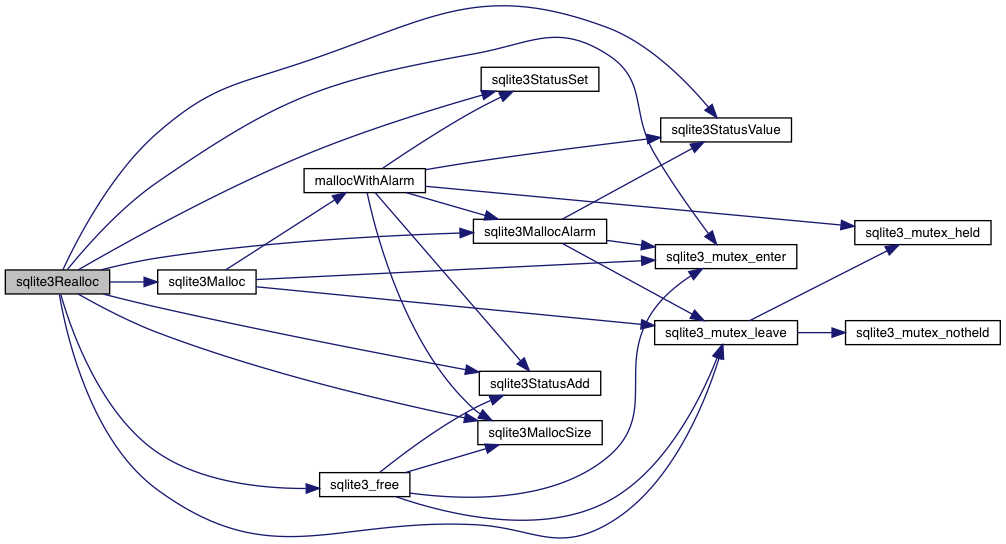 sqlite3StatusSet
sqlite3StatusValue
mallocWithAlarm
sqlite3MallocAlarm
sqlite3_mutex_held
sqlite3_mutex_enter
sqlite3Realloc
sqlite3Malloc
sqlite3_mutex_leave
sqlite3_mutex_notheld
sqlite3StatusAdd
sqlite3MallocSize
sqlite3_free